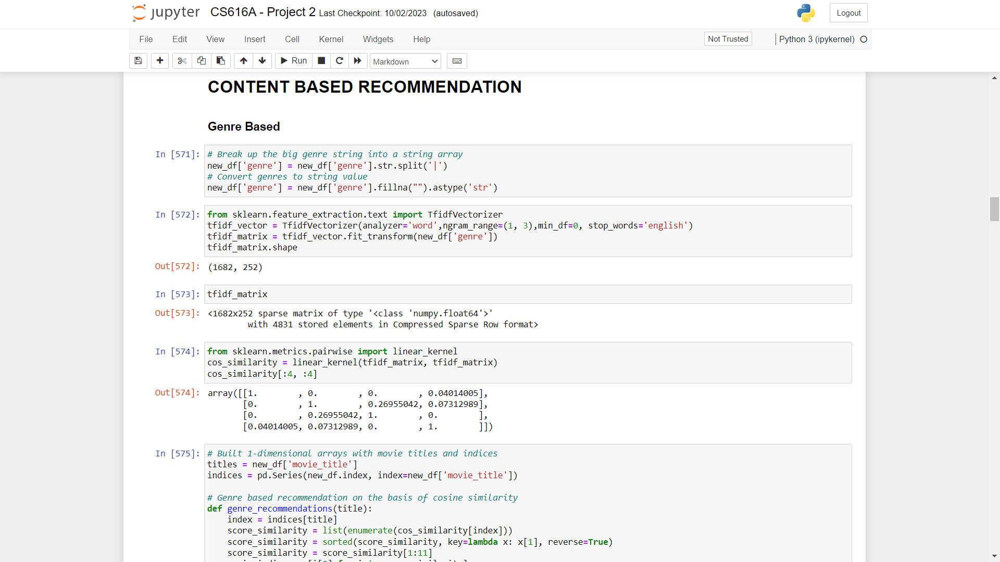 jupyter CS616A - Project 2 Last Checkpoint: 10/02/2023 (autosaved) Logout
File Edit View Insert Cell Kernel Widgets Help Not Trusted Python 3 (ipykernel)
Run Markdown
CONTENT BASED RECOMMENDATION
Genre Based
In [571]: # Break up the big genre string into a string array
new_df['genre'] = new_df['genre'].str.split('|')
# Convert genres to string value
new_df['genre'] = new_df['genre'].fillna("").astype('str')
In [572]: from sklearn.feature_extraction.text import TfidfVectorizer
tfidf_vector = TfidfVectorizer(analyzer='word',ngram_range=(1, 3),min_df=0, stop_words='english')
tfidf_matrix = tfidf_vector.fit_transform(new_df['genre'])
tfidf_matrix.shape
Out[572]: (1682, 252)
In [573]: tfidf_matrix
Out[573]: <1682x252 sparse matrix of type '<class 'numpy.float64'>'
with 4831 stored elements in Compressed Sparse Row format>
In [574]: from sklearn.metrics.pairwise import linear_kernel
cos_similarity = linear_kernel(tfidf_matrix, tfidf_matrix)
cos_similarity[:4, :4]
Out[574]: array([[1.        , 0.        , 0.        , 0.04014005],
[0.        , 1.        , 0.26955042, 0.07312989],
[0.        , 0.26955042, 1.        , 0.        ],
[0.04014005, 0.07312989, 0.        , 1.        ]])
In [575]: # Built 1-dimensional arrays with movie titles and indices
titles = new_df['movie_title']
indices = pd.Series(new_df.index, index=new_df['movie_title'])
# Genre based recommendation on the basis of cosine similarity
def genre_recommendations(title):
index = indices[title]
score_similarity = list(enumerate(cos_similarity[index]))
score_similarity = sorted(score_similarity, key=lambda x: x[1], reverse=True)
score_similarity = score_similarity[1:11]